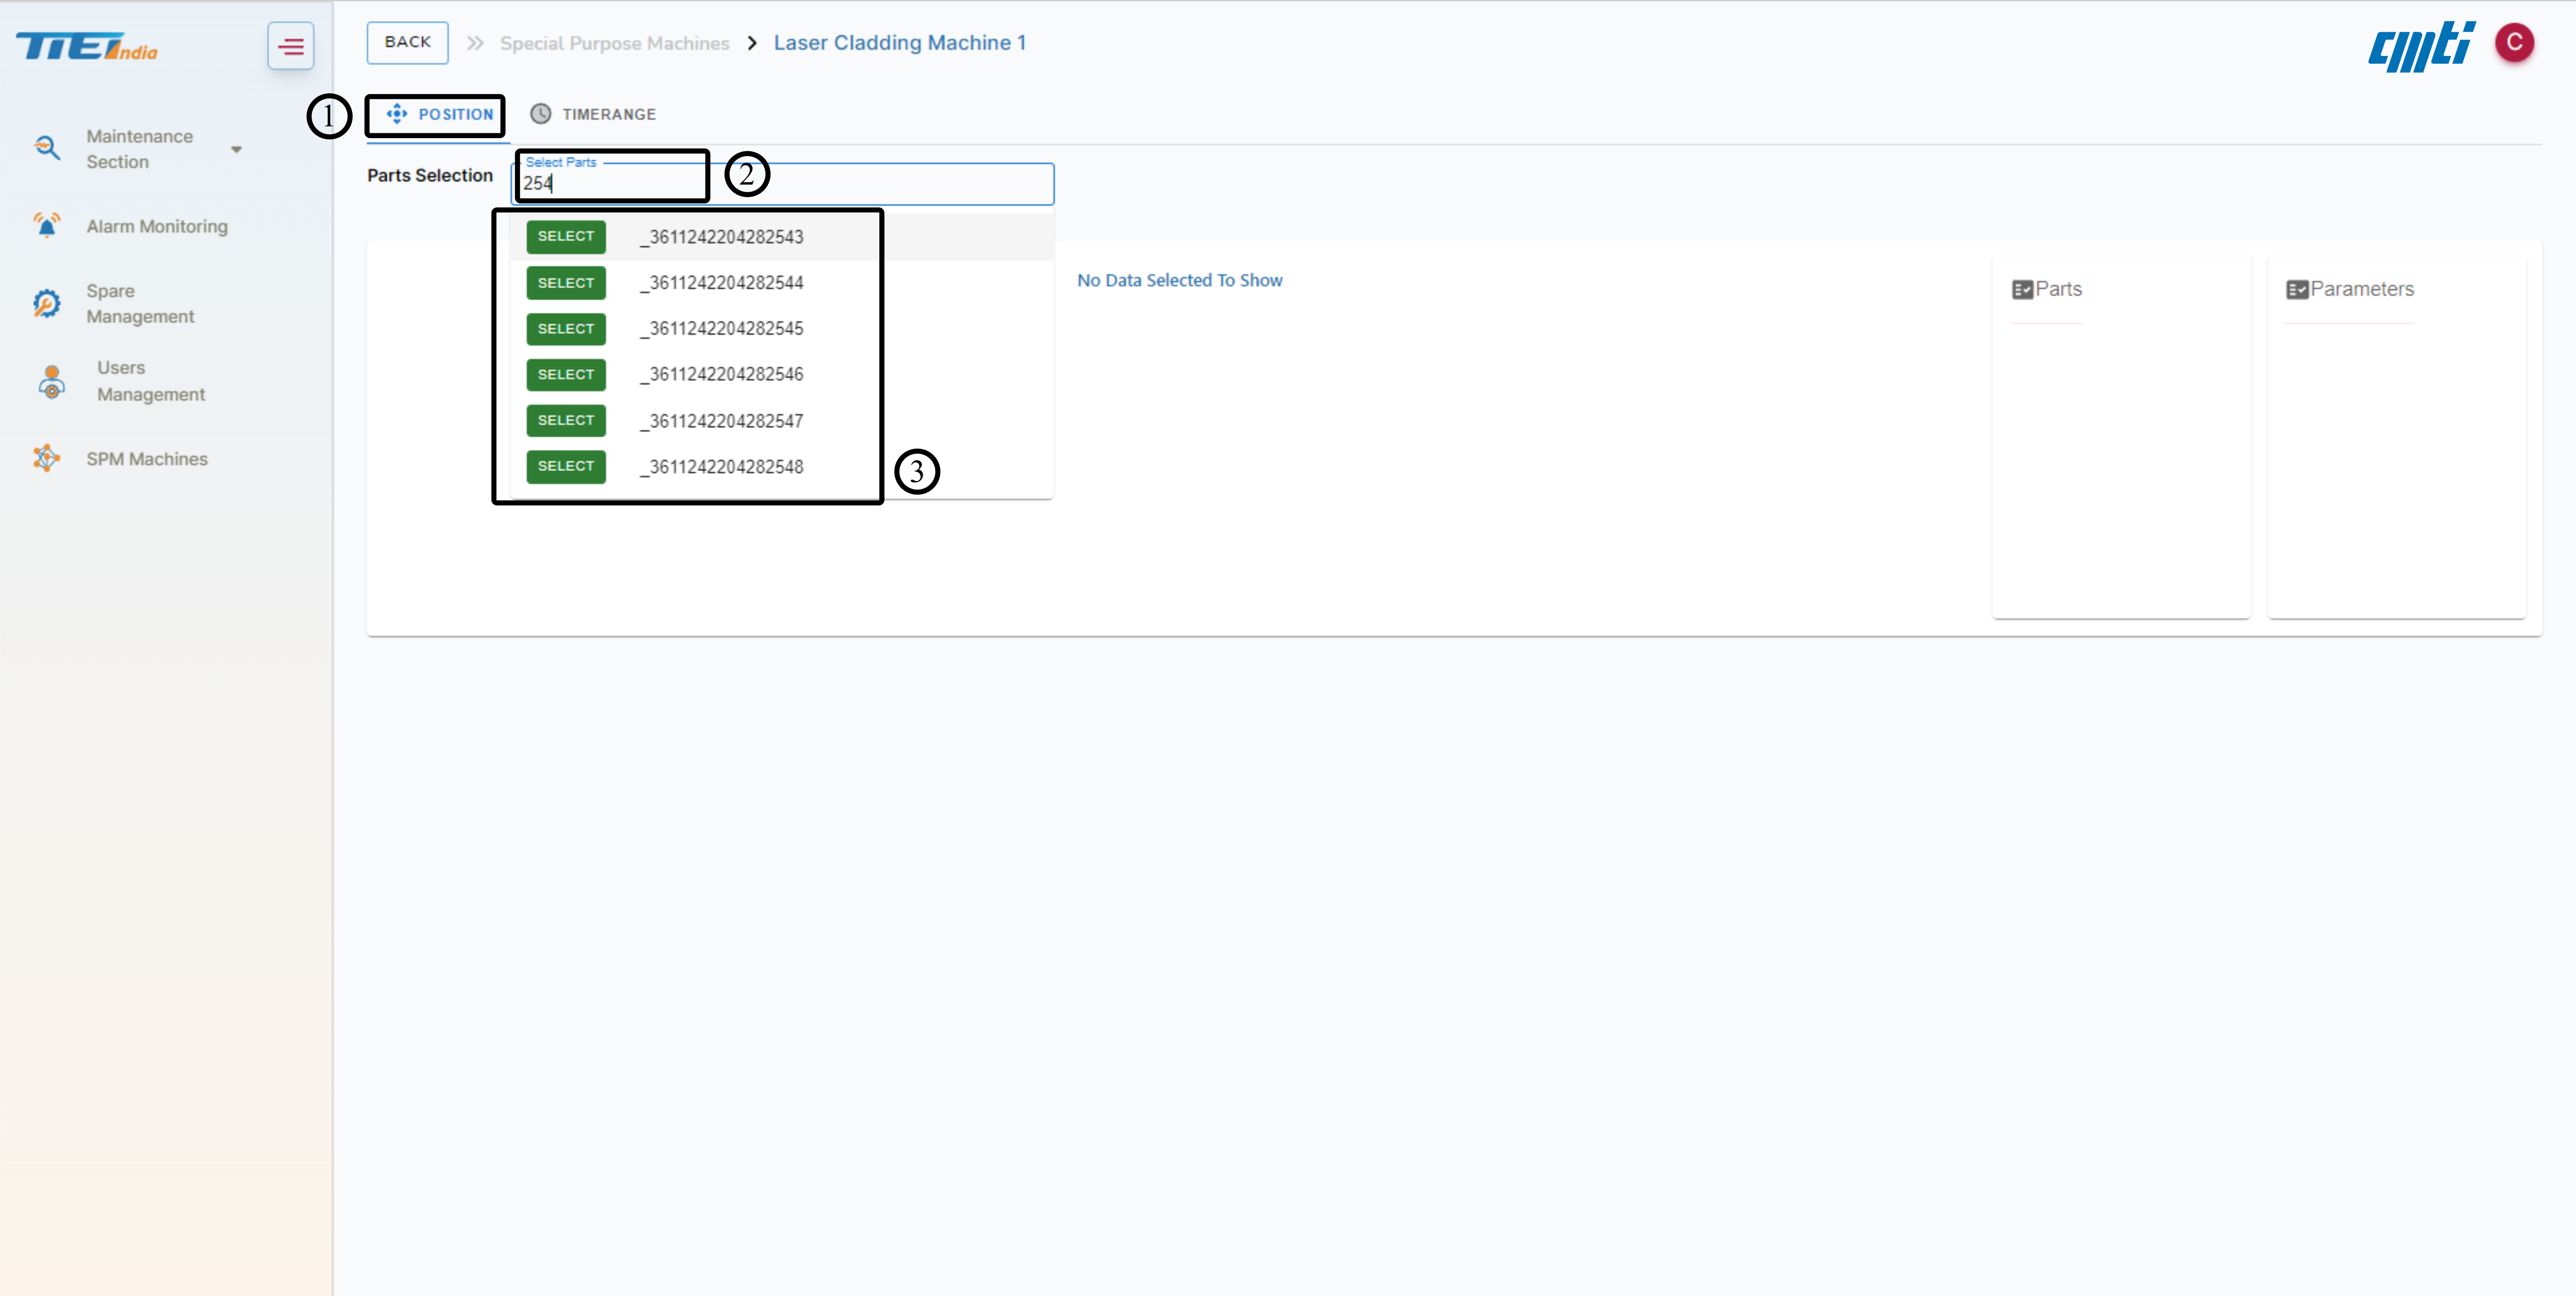 TIEI India
BACK >> Special Purpose Machines > Laser Cladding Machine 1
cmti
C
1 POSITION TIMERANGE
Maintenance
Section
Alarm Monitoring
Spare
Management
Users
Management
SPM Machines
Parts Selection
Select Parts
254
2
SELECT _3611242204282543
SELECT _3611242204282544
SELECT _3611242204282545
SELECT _3611242204282546
SELECT _3611242204282547
SELECT _3611242204282548
3
No Data Selected To Show
Parts
Parameters